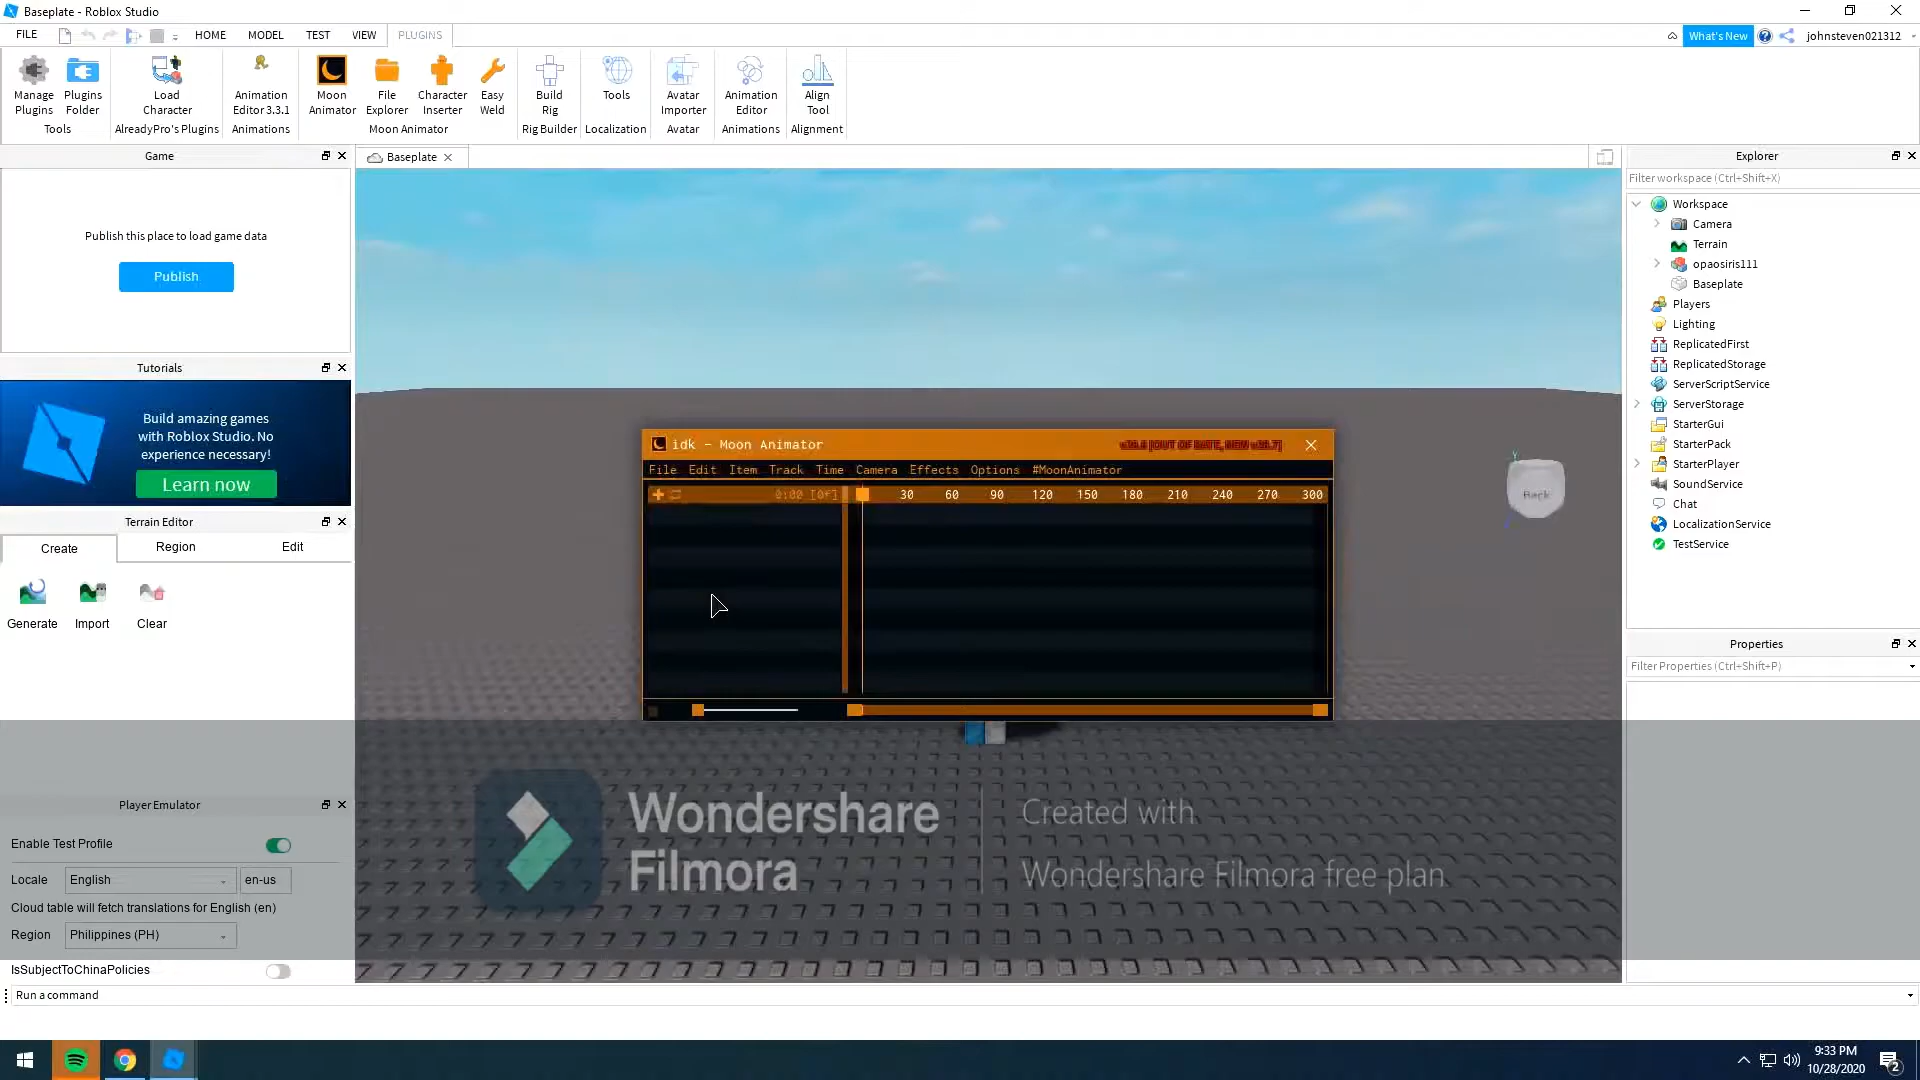 Baseplate - Roblox Studio
FILE HOME MODEL TEST VIEW PLUGINS What's New johnsteven021312
Manage Plugins
Plugins Folder
Load Character
Animation Editor 3.3.1
Moon Animator
File Explorer
Character Inserter
Easy Weld
Build Rig
Tools
Avatar Importer
Animation Editor
Align Tool
Tools AlreadyPro's Plugins Animations Moon Animator Rig Builder Localization Avatar Animations Alignment
Game
Publish this place to load game data
Publish
Tutorials
Build amazing games
with Roblox Studio. No
experience necessary!
Learn now
Terrain Editor
Create Region Edit
Generate Import Clear
Player Emulator
Enable Test Profile
Locale English en-us
Cloud table will fetch translations for English (en)
Region Philippines (PH)
IsSubjectToChinaPolicies
Run a command
Baseplate
Back
Y
idk - Moon Animator
File Edit Item Track Time Camera Effects Options #MoonAnimator
0:00 [0f] 30 60 90 120 150 180 210 240 270 300
Wondershare
Filmora
Created with
Wondershare Filmora free plan
Explorer
Filter workspace (Ctrl+Shift+X)
Workspace
Camera
Terrain
opaosiris111
Baseplate
Players
Lighting
ReplicatedFirst
ReplicatedStorage
ServerScriptService
ServerStorage
StarterGui
StarterPack
StarterPlayer
SoundService
Chat
LocalizationService
TestService
Properties
Filter Properties (Ctrl+Shift+P)
9:33 PM
10/28/2020
2